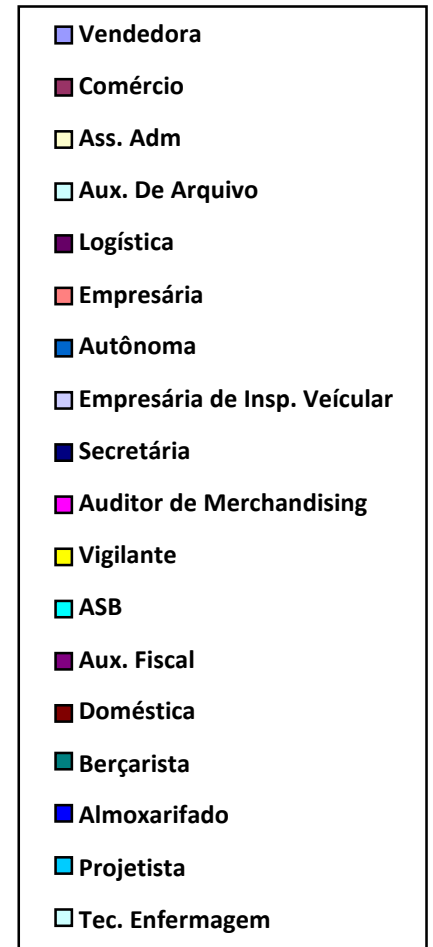 Vendedora
Comércio
Ass. Adm
Aux. De Arquivo
Logística
Empresária
Autônoma
Empresária de Insp. Veícular
Secretária
Auditor de Merchandising
Vigilante
ASB
Aux. Fiscal
Doméstica
Berçarista
Almoxarifado
Projetista
Tec. Enfermagem